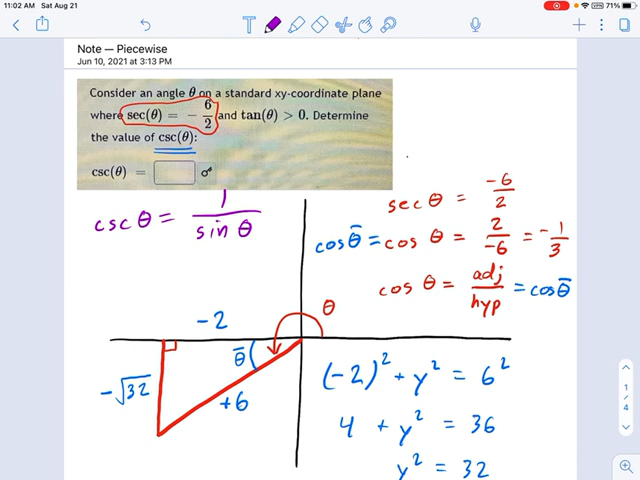 11:02 AM Sat Aug 21
71%
T
Note — Piecewise
Jun 10, 2021 at 3:13 PM
Consider an angle θ on a standard xy-coordinate plane
where sec(θ) = − 6/2 and tan(θ) > 0. Determine
the value of csc(θ):
csc(θ) =
csc θ = 1/sin θ
sec θ = -6/2
cos θ̄ = cos θ = 2/-6 = -1/3
cos θ = adj/hyp = cos θ̄
θ
-2
θ̄
-√32
+6
(-2)² + y² = 6²
4 + y² = 36
y² = 32
1
/
4